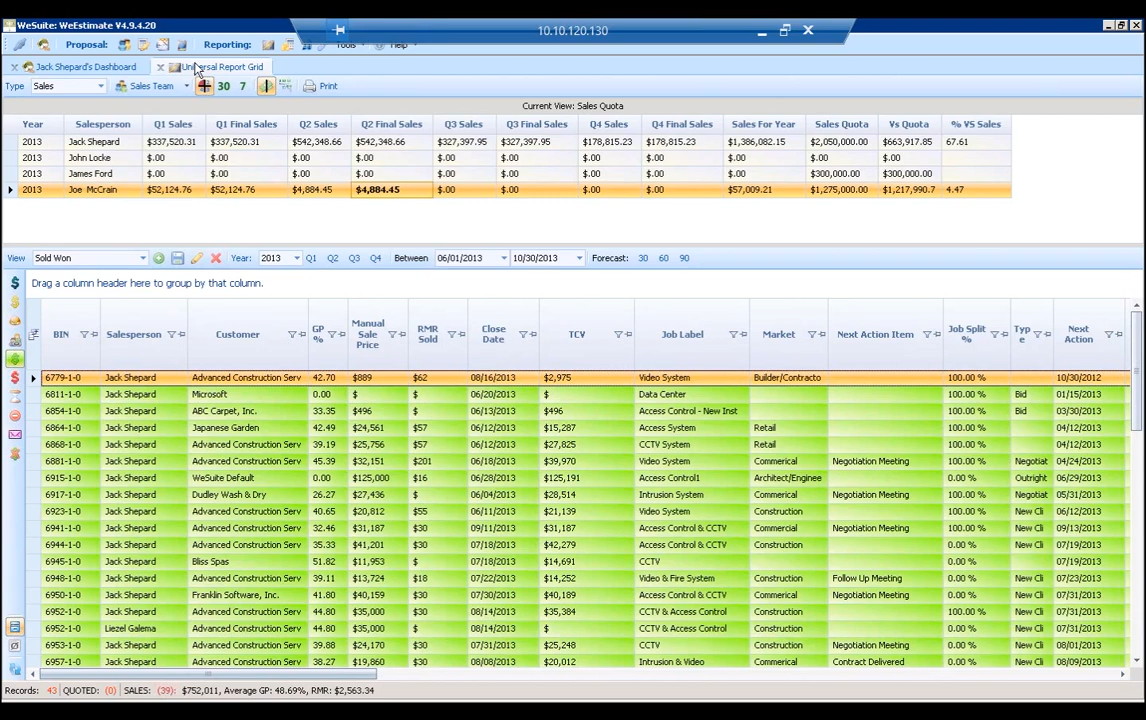 WeSuite: WeEstimate V4.9.4.20
10.10.120.130
Proposal: Reporting: Tools Help
Jack Shepard's Dashboard Universal Report Grid
Type Sales Sales Team 30 7 Print
Current View: Sales Quota
Year Salesperson Q1 Sales Q1 Final Sales Q2 Sales Q2 Final Sales Q3 Sales Q3 Final Sales Q4 Sales Q4 Final Sales Sales For Year Sales Quota Vs Quota % VS Sales
2013 Jack Shepard $337,520.31 $337,520.31 $542,348.66 $542,348.66 $327,397.95 $327,397.95 $178,815.23 $178,815.23 $1,386,082.15 $2,050,000.00 $663,917.85 67.61
2013 John Locke $.00 $.00 $.00 $.00 $.00 $.00 $.00 $.00 $.00 $.00 $.00
2013 James Ford $.00 $.00 $.00 $.00 $.00 $.00 $.00 $.00 $.00 $300,000.00 $300,000.00
2013 Joe McCrain $52,124.76 $52,124.76 $4,884.45 $4,884.45 $.00 $.00 $.00 $.00 $57,009.21 $1,275,000.00 $1,217,990.7 4.47
View Sold Won Year: 2013 Q1 Q2 Q3 Q4 Between 06/01/2013 10/30/2013 Forecast: 30 60 90
Drag a column header here to group by that column.
BIN Salesperson Customer GP % Manual Sale Price RMR Sold Close Date TCV Job Label Market Next Action Item Job Split % Type Next Action
6779-1-0 Jack Shepard Advanced Construction Serv 42.70 $889 $62 08/16/2013 $2,975 Video System Builder/Contracto 100.00 % 10/30/2012
6811-1-0 Jack Shepard Microsoft 0.00 $ $ 06/20/2013 $ Data Center 100.00 % Bid 01/15/2013
6854-1-0 Jack Shepard ABC Carpet, Inc. 33.35 $496 $ 06/13/2013 $496 Access Control - New Inst 100.00 % Bid 03/30/2013
6864-1-0 Jack Shepard Japanese Garden 42.49 $24,561 $57 06/12/2013 $15,287 Access System Retail 100.00 % 04/12/2013
6868-1-0 Jack Shepard Advanced Construction Serv 39.19 $25,756 $57 06/12/2013 $27,825 CCTV System Retail 100.00 % 04/12/2013
6881-1-0 Jack Shepard Advanced Construction Serv 45.39 $32,151 $201 06/18/2013 $39,970 Video System Commerical Negotiation Meeting 100.00 % Negotiat 04/24/2013
6915-1-0 Jack Shepard WeSuite Default 0.00 $125,000 $16 06/28/2013 $125,191 Access Control1 Architect/Enginee 0.00 % Outright 06/29/2013
6917-1-0 Jack Shepard Dudley Wash & Dry 26.27 $27,436 $ 06/04/2013 $28,514 Intrusion System Commerical Negotiation Meeting 100.00 % Negotiat 05/31/2013
6923-1-0 Jack Shepard Advanced Construction Serv 40.65 $20,812 $55 06/11/2013 $21,139 Video System Construction 100.00 % New Cli 06/12/2013
6941-1-0 Jack Shepard Advanced Construction Serv 32.46 $31,187 $30 09/11/2013 $31,187 Access Control & CCTV Commerical Negotiation Meeting 100.00 % New Cli 09/13/2013
6944-1-0 Jack Shepard Advanced Construction Serv 35.33 $41,201 $30 07/18/2013 $42,279 Access Control & CCTV Construction 0.00 % New Cli 07/19/2013
6945-1-0 Jack Shepard Bliss Spas 51.82 $11,953 $ 07/18/2013 $14,691 CCTV 0.00 % New Cli 07/19/2013
6948-1-0 Jack Shepard Advanced Construction Serv 39.11 $13,724 $18 07/22/2013 $14,252 Video & Fire System Construction Follow Up Meeting 0.00 % New Cli 07/23/2013
6950-1-0 Jack Shepard Franklin Software, Inc. 41.80 $40,159 $30 07/31/2013 $40,189 Access Control & CCTV Construction Negotiation Meeting 0.00 % New Cli 07/31/2013
6952-1-0 Jack Shepard Advanced Construction Serv 44.80 $35,000 $30 08/14/2013 $35,384 CCTV & Access Control Construction 100.00 % New Cli 07/31/2013
6952-1-0 Liezel Galema Advanced Construction Serv 44.80 $35,000 $ 08/14/2013 $ CCTV & Access Control Construction 0.00 % New Cli 07/31/2013
6953-1-0 Jack Shepard Advanced Construction Serv 39.88 $24,170 $30 07/31/2013 $25,248 CCTV Construction Negotiation Meeting 0.00 % New Cli 08/01/2013
6957-1-0 Jack Shepard Advanced Construction Serv 38.27 $19,860 $30 08/08/2013 $20,012 Intrusion & Video Construction Contract Delivered 0.00 % New Cli 08/09/2013
Records: 43 QUOTED: (0) SALES: (39): $752,011, Average GP: 48.69%, RMR: $2,563.34